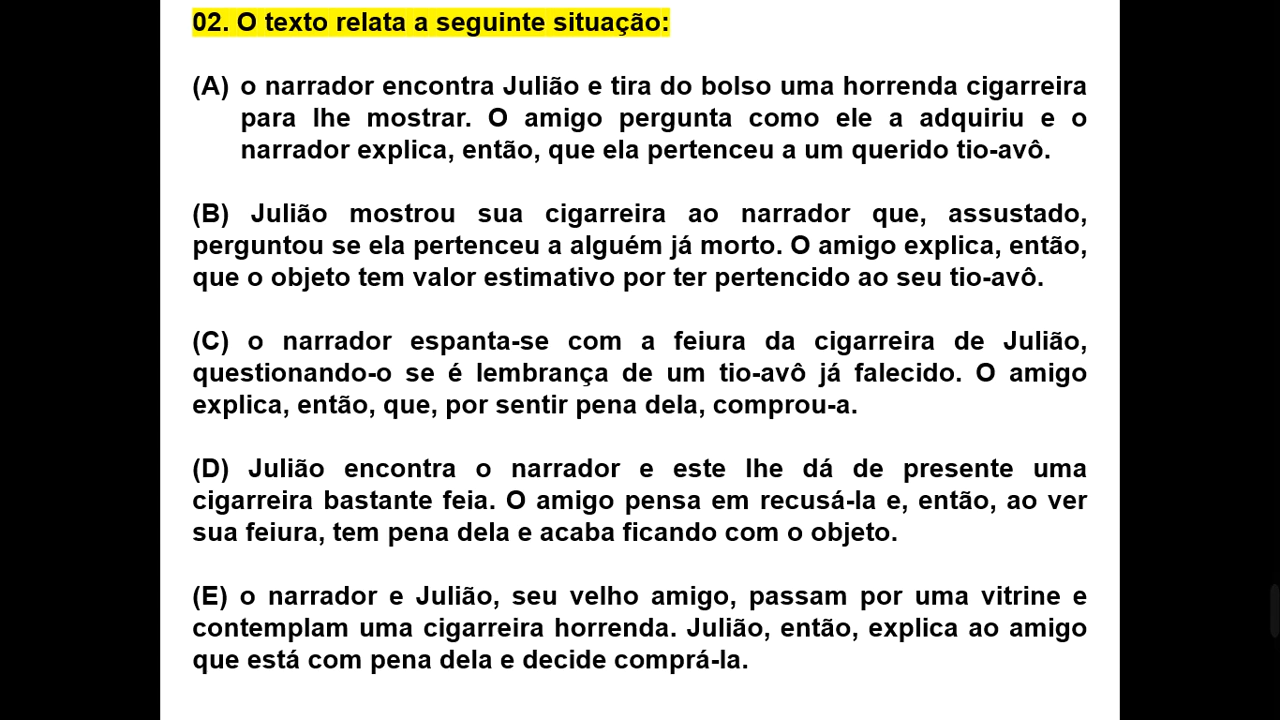 02. O texto relata a seguinte situação:
(A) o narrador encontra Julião e tira do bolso uma horrenda cigarreira
para lhe mostrar. O amigo pergunta como ele a adquiriu e o
narrador explica, então, que ela pertenceu a um querido tio-avô.
(B) Julião mostrou sua cigarreira ao narrador que, assustado,
perguntou se ela pertenceu a alguém já morto. O amigo explica, então,
que o objeto tem valor estimativo por ter pertencido ao seu tio-avô.
(C) o narrador espanta-se com a feiura da cigarreira de Julião,
questionando-o se é lembrança de um tio-avô já falecido. O amigo
explica, então, que, por sentir pena dela, comprou-a.
(D) Julião encontra o narrador e este lhe dá de presente uma
cigarreira bastante feia. O amigo pensa em recusá-la e, então, ao ver
sua feiura, tem pena dela e acaba ficando com o objeto.
(E) o narrador e Julião, seu velho amigo, passam por uma vitrine e
contemplam uma cigarreira horrenda. Julião, então, explica ao amigo
que está com pena dela e decide comprá-la.